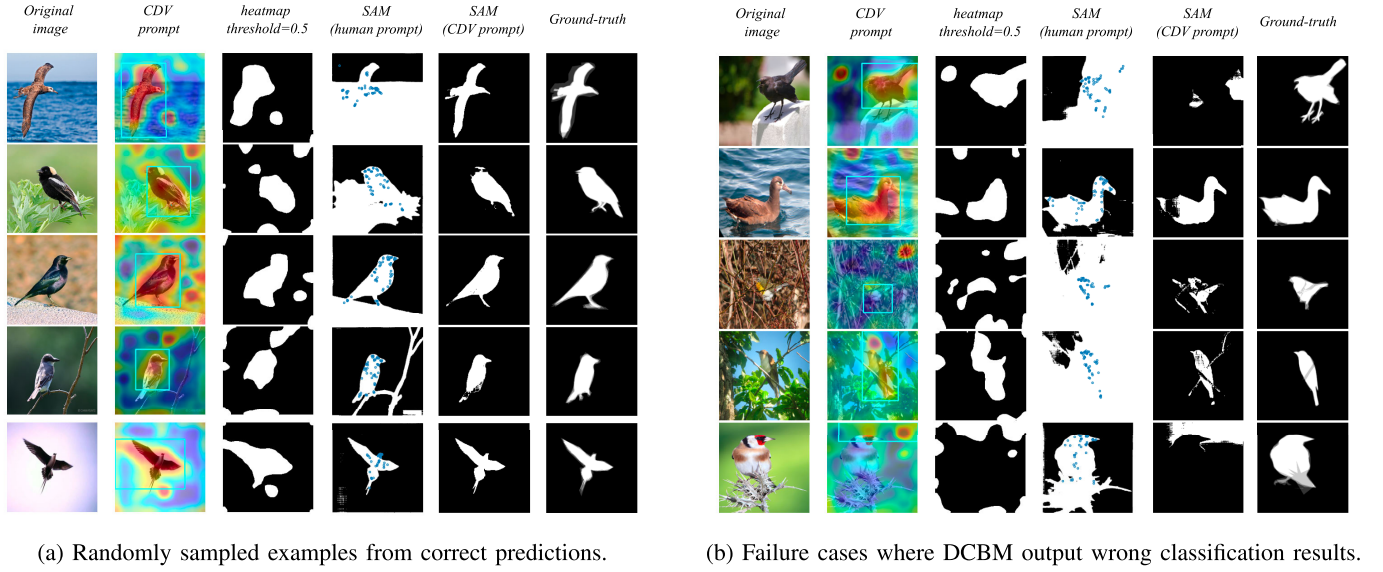 Original
image
CDV
prompt
heatmap
threshold=0.5
SAM
(human prompt)
SAM
(CDV prompt)
Ground-truth
(a) Randomly sampled examples from correct predictions.
Original
image
CDV
prompt
heatmap
threshold=0.5
SAM
(human prompt)
SAM
(CDV prompt)
Ground-truth
(b) Failure cases where DCBM output wrong classification results.